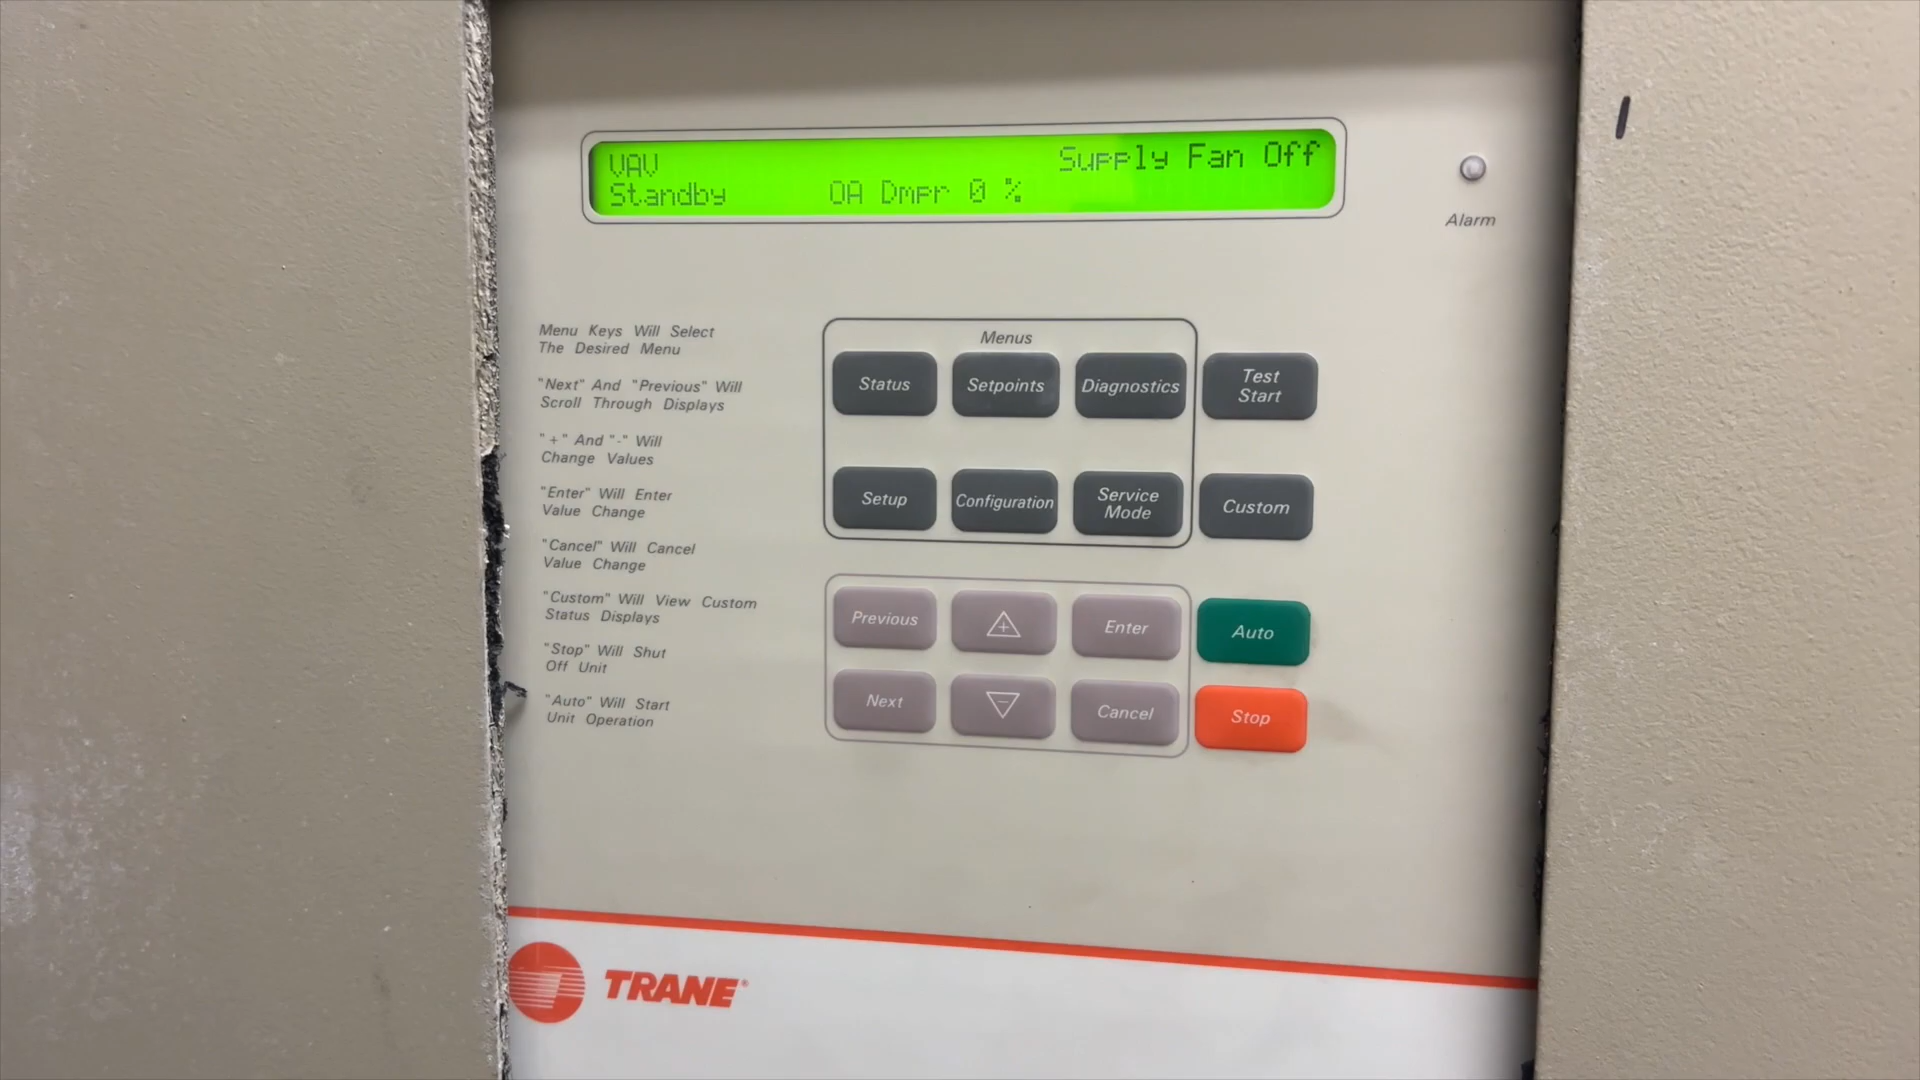 VAV Supply Fan Off
Standby OA Dmpr 0 %
Alarm
Menu Keys Will Select
The Desired Menu
"Next" And "Previous" Will
Scroll Through Displays
"+" And "-" Will
Change Values
"Enter" Will Enter
Value Change
"Cancel" Will Cancel
Value Change
"Custom" Will View Custom
Status Displays
"Stop" Will Shut
Off Unit
"Auto" Will Start
Unit Operation
Menus
Status
Setpoints
Diagnostics
Test
Start
Setup
Configuration
Service
Mode
Custom
Previous
+
Enter
Auto
Next
-
Cancel
Stop
TRANE®